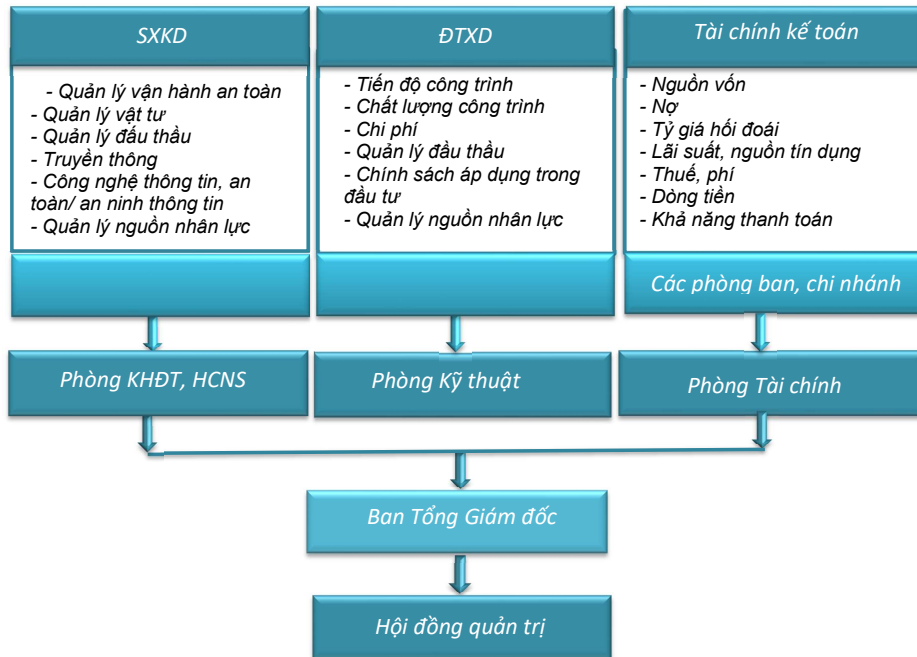 SXKD
- Quản lý vận hành an toàn
- Quản lý vật tư
- Quản lý đấu thầu
- Truyền thông
- Công nghệ thông tin, an
toàn/ an ninh thông tin
- Quản lý nguồn nhân lực
ĐTXD
- Tiến độ công trình
- Chất lượng công trình
- Chi phí
- Quản lý đầu thầu
- Chính sách áp dụng trong
đầu tư
- Quản lý nguồn nhân lực
Tài chính kế toán
- Nguồn vốn
- Nợ
- Tỷ giá hối đoái
- Lãi suất, nguồn tín dụng
- Thuế, phí
- Dòng tiền
- Khả năng thanh toán
Các phòng ban, chi nhánh
Phòng KHĐT, HCNS
Phòng Kỹ thuật
Phòng Tài chính
Ban Tổng Giám đốc
Hội đồng quản trị